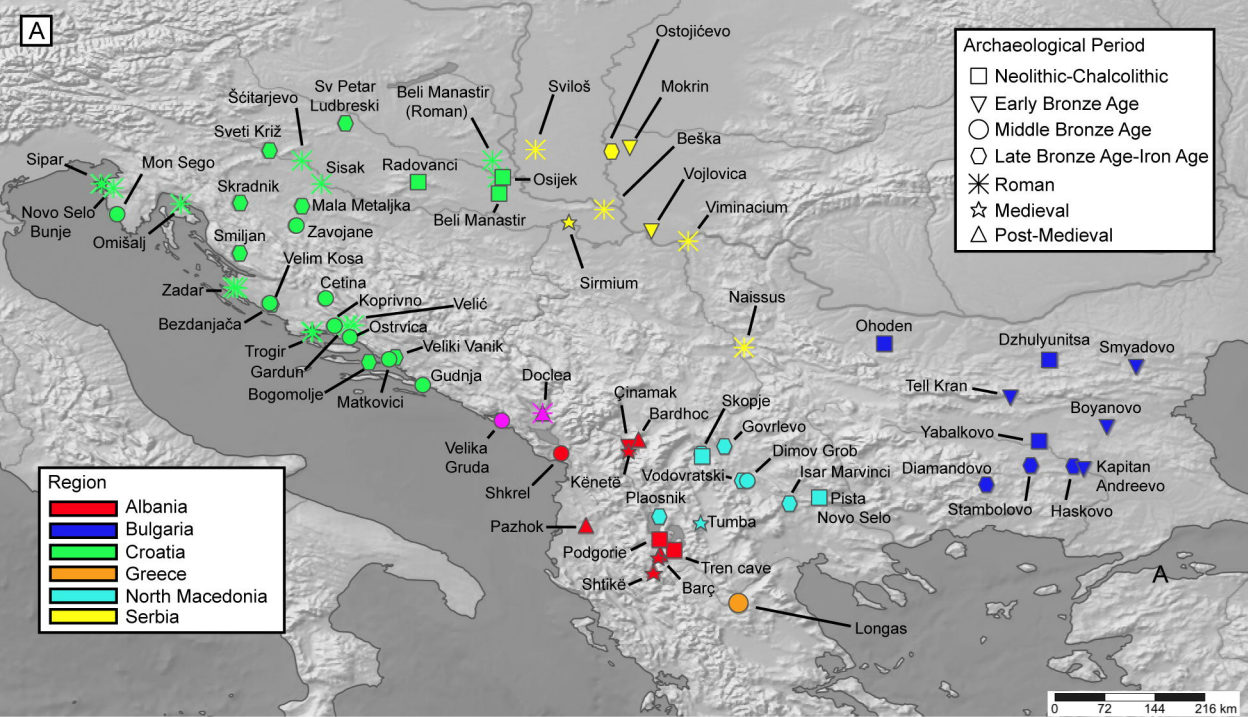 A
Archaeological Period
Neolithic-Chalcolithic
Early Bronze Age
Middle Bronze Age
Late Bronze Age-Iron Age
Roman
Medieval
Post-Medieval
Ostojićevo
Mokrin
Sviloš
Beška
Vojlovica
Viminacium
Sirmium
Naissus
Sv Petar
Ludbreski
Šćitarjevo
Sveti Križ
Beli Manastir
(Roman)
Radovanci
Osijek
Beli Manastir
Sipar
Mon Sego
Sisak
Skradnik
Mala Metaljka
Novo Selo
Bunje
Omišalj
Smiljan
Zavojane
Velim Kosa
Zadar
Cetina
Koprivno
Velić
Bezdanjača
Ostrvica
Trogir
Veliki Vanik
Gardun
Bogomolje
Gudnja
Matkovici
Doclea
Velika
Gruda
Shkrel
Çinamak
Bardhoc
Kënetë
Skopje
Govrlevo
Dimov Grob
Vodovratski
Isar Marvinci
Plaosnik
Pista
Novo Selo
Tumba
Pazhok
Podgorie
Tren cave
Shtikë
Barç
Longas
Ohoden
Dzhulyunitsa
Smyadovo
Tell Kran
Boyanovo
Yabalkovo
Diamandovo
Kapitan
Andreevo
Stambolovo
Haskovo
A
Region
Albania
Bulgaria
Croatia
Greece
North Macedonia
Serbia
0 72 144 216 km